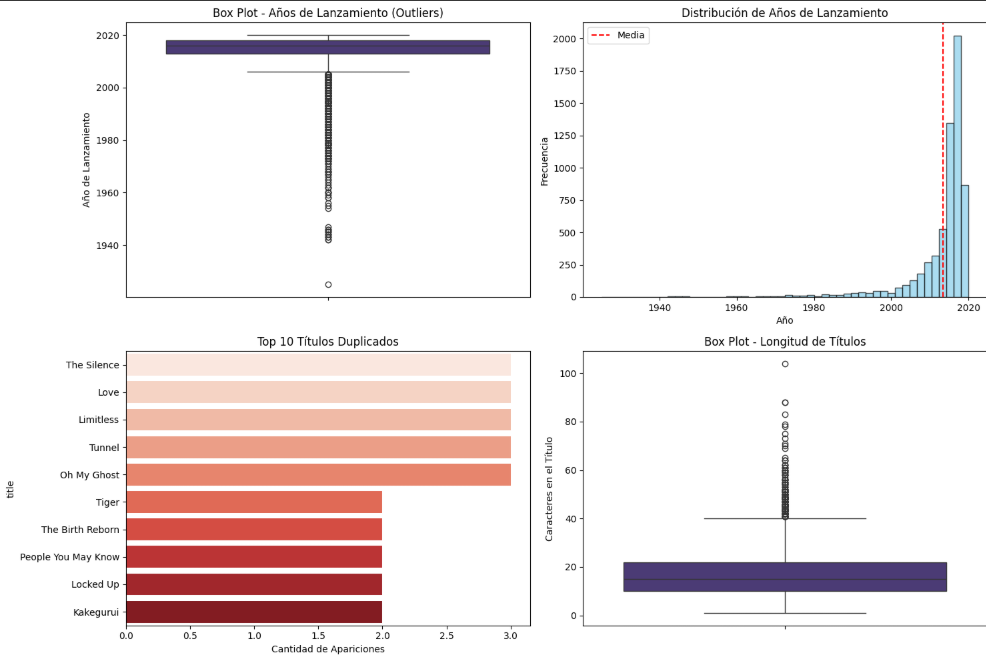 Box Plot - Años de Lanzamiento (Outliers)
Año de Lanzamiento
2020
2000
1980
1960
1940
Distribución de Años de Lanzamiento
Media
Frecuencia
2000
1750
1500
1250
1000
750
500
250
0
1940
1960
1980
2000
2020
Año
Top 10 Títulos Duplicados
title
The Silence
Love
Limitless
Tunnel
Oh My Ghost
Tiger
The Birth Reborn
People You May Know
Locked Up
Kakegurui
0.0
0.5
1.0
1.5
2.0
2.5
3.0
Cantidad de Apariciones
Box Plot - Longitud de Títulos
Caracteres en el Título
100
80
60
40
20
0